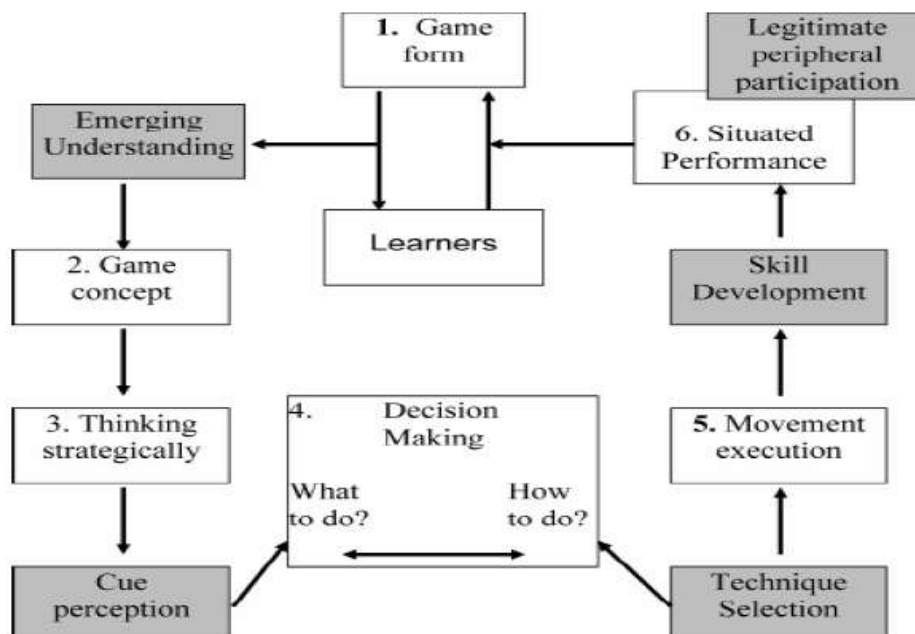 1. Game
form
Legitimate
peripheral
participation
Emerging
Understanding
6. Situated
Performance
Learners
2. Game
concept
Skill
Development
3. Thinking
strategically
4. Decision
Making
What
to do?
How
to do?
5. Movement
execution
Cue
perception
Technique
Selection